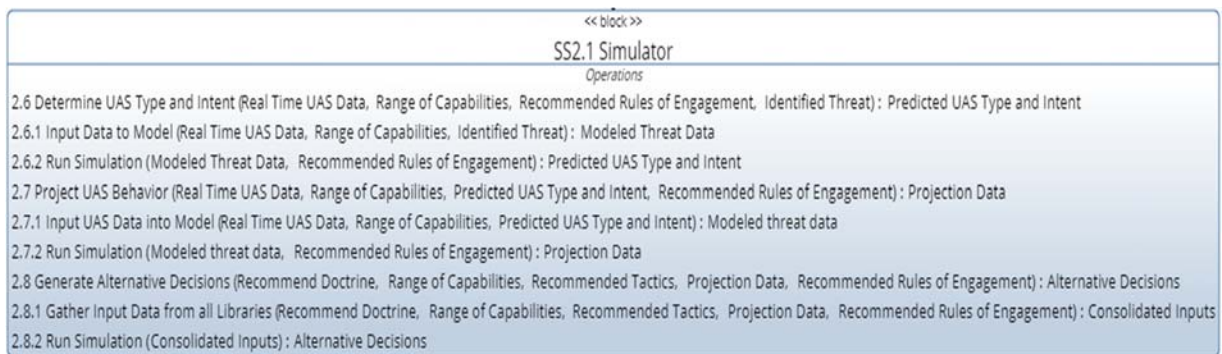 << block >>
SS2.1 Simulator
Operations
2.6 Determine UAS Type and Intent (Real Time UAS Data, Range of Capabilities, Recommended Rules of Engagement, Identified Threat) : Predicted UAS Type and Intent
2.6.1 Input Data to Model (Real Time UAS Data, Range of Capabilities, Identified Threat) : Modeled Threat Data
2.6.2 Run Simulation (Modeled Threat Data, Recommended Rules of Engagement) : Predicted UAS Type and Intent
2.7 Project UAS Behavior (Real Time UAS Data, Range of Capabilities, Predicted UAS Type and Intent, Recommended Rules of Engagement) : Projection Data
2.7.1 Input UAS Data into Model (Real Time UAS Data, Range of Capabilities, Predicted UAS Type and Intent) : Modeled threat data
2.7.2 Run Simulation (Modeled threat data, Recommended Rules of Engagement) : Projection Data
2.8 Generate Alternative Decisions (Recommend Doctrine, Range of Capabilities, Recommended Tactics, Projection Data, Recommended Rules of Engagement) : Alternative Decisions
2.8.1 Gather Input Data from all Libraries (Recommend Doctrine, Range of Capabilities, Recommended Tactics, Projection Data, Recommended Rules of Engagement) : Consolidated Inputs
2.8.2 Run Simulation (Consolidated Inputs) : Alternative Decisions